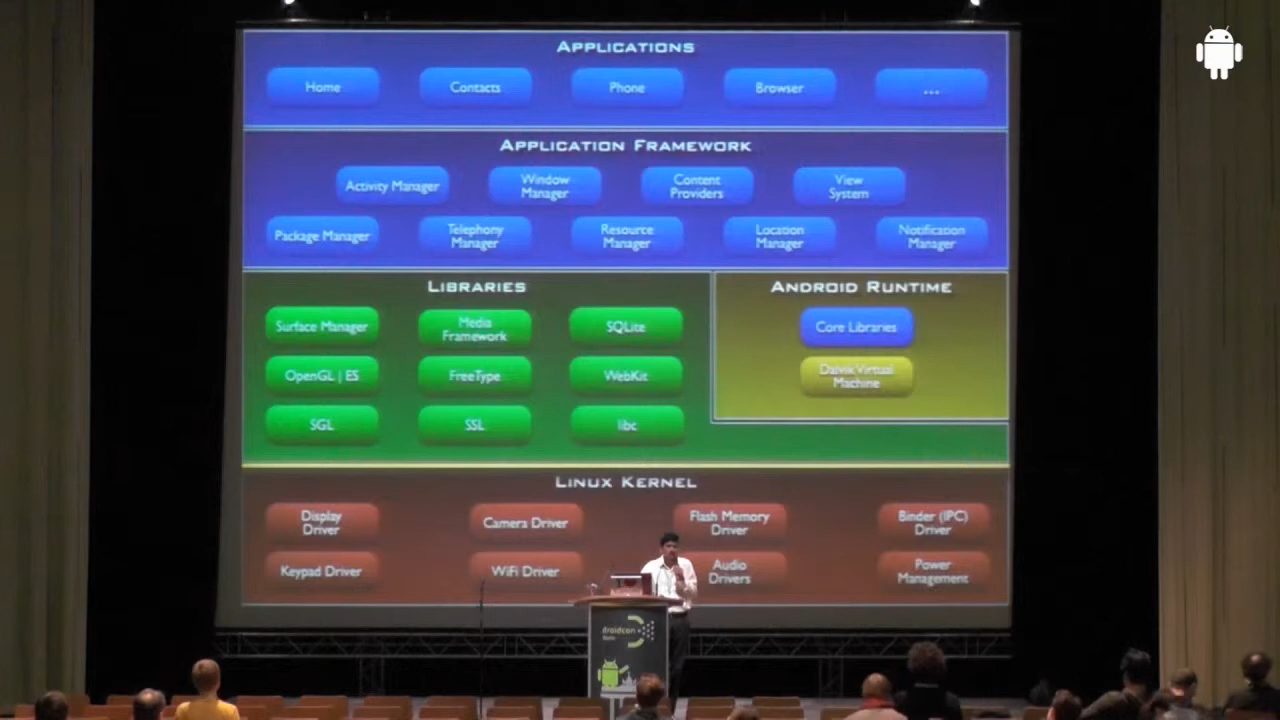 APPLICATIONS
Home
Contacts
Phone
Browser
...
APPLICATION FRAMEWORK
Activity Manager
Window
Manager
Content
Providers
View
System
Package Manager
Telephony
Manager
Resource
Manager
Location
Manager
Notification
Manager
LIBRARIES
ANDROID RUNTIME
Surface Manager
Media
Framework
SQLite
Core Libraries
OpenGL | ES
FreeType
WebKit
Dalvik Virtual
Machine
SGL
SSL
libc
LINUX KERNEL
Display
Driver
Camera Driver
Flash Memory
Driver
Binder (IPC)
Driver
Keypad Driver
WiFi Driver
Audio
Drivers
Power
Management
droidcon